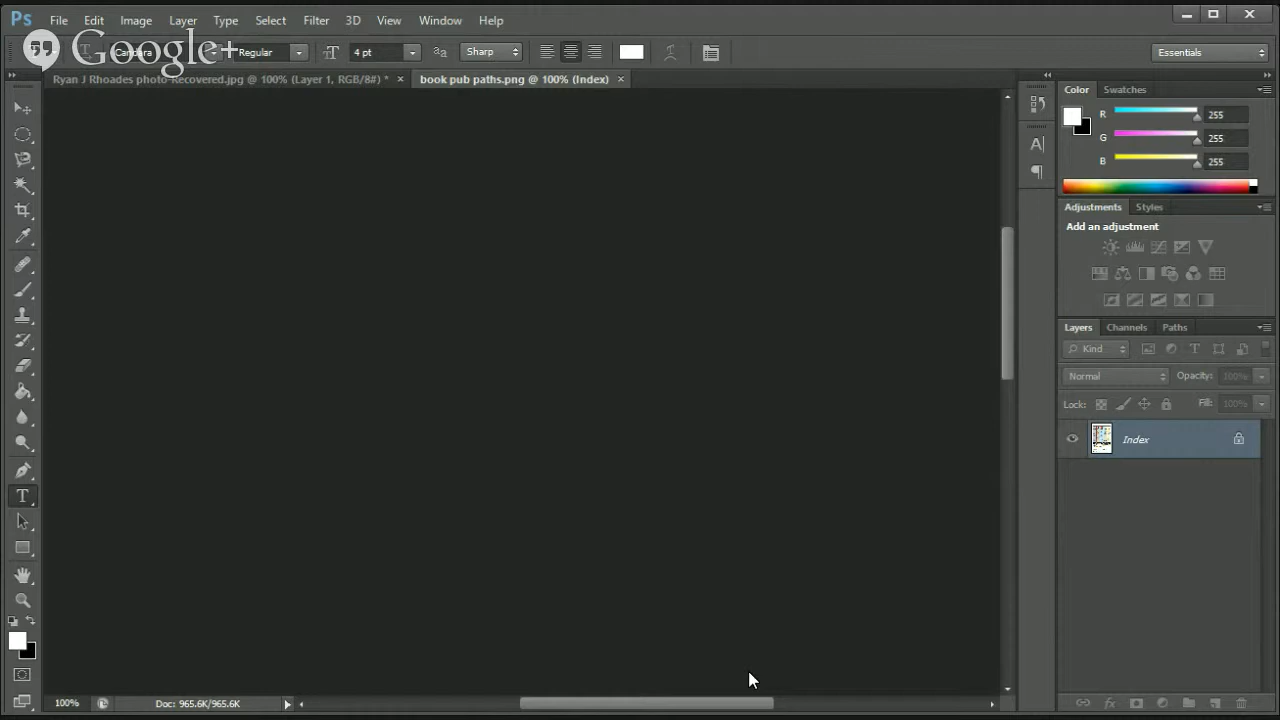 Ps File Edit Image Layer Type Select Filter 3D View Window Help
Google+
Candara Regular 4 pt Sharp Essentials
Ryan J Rhoades photo-Recovered.jpg @ 100% (Layer 1, RGB/8#) * × book pub paths.png @ 100% (Index) ×
Color Swatches
R 255
G 255
B 255
Adjustments Styles
Add an adjustment
Layers Channels Paths
Kind
Normal Opacity: 100%
Lock: Fill: 100%
Index
100% Doc: 965.6K/965.6K